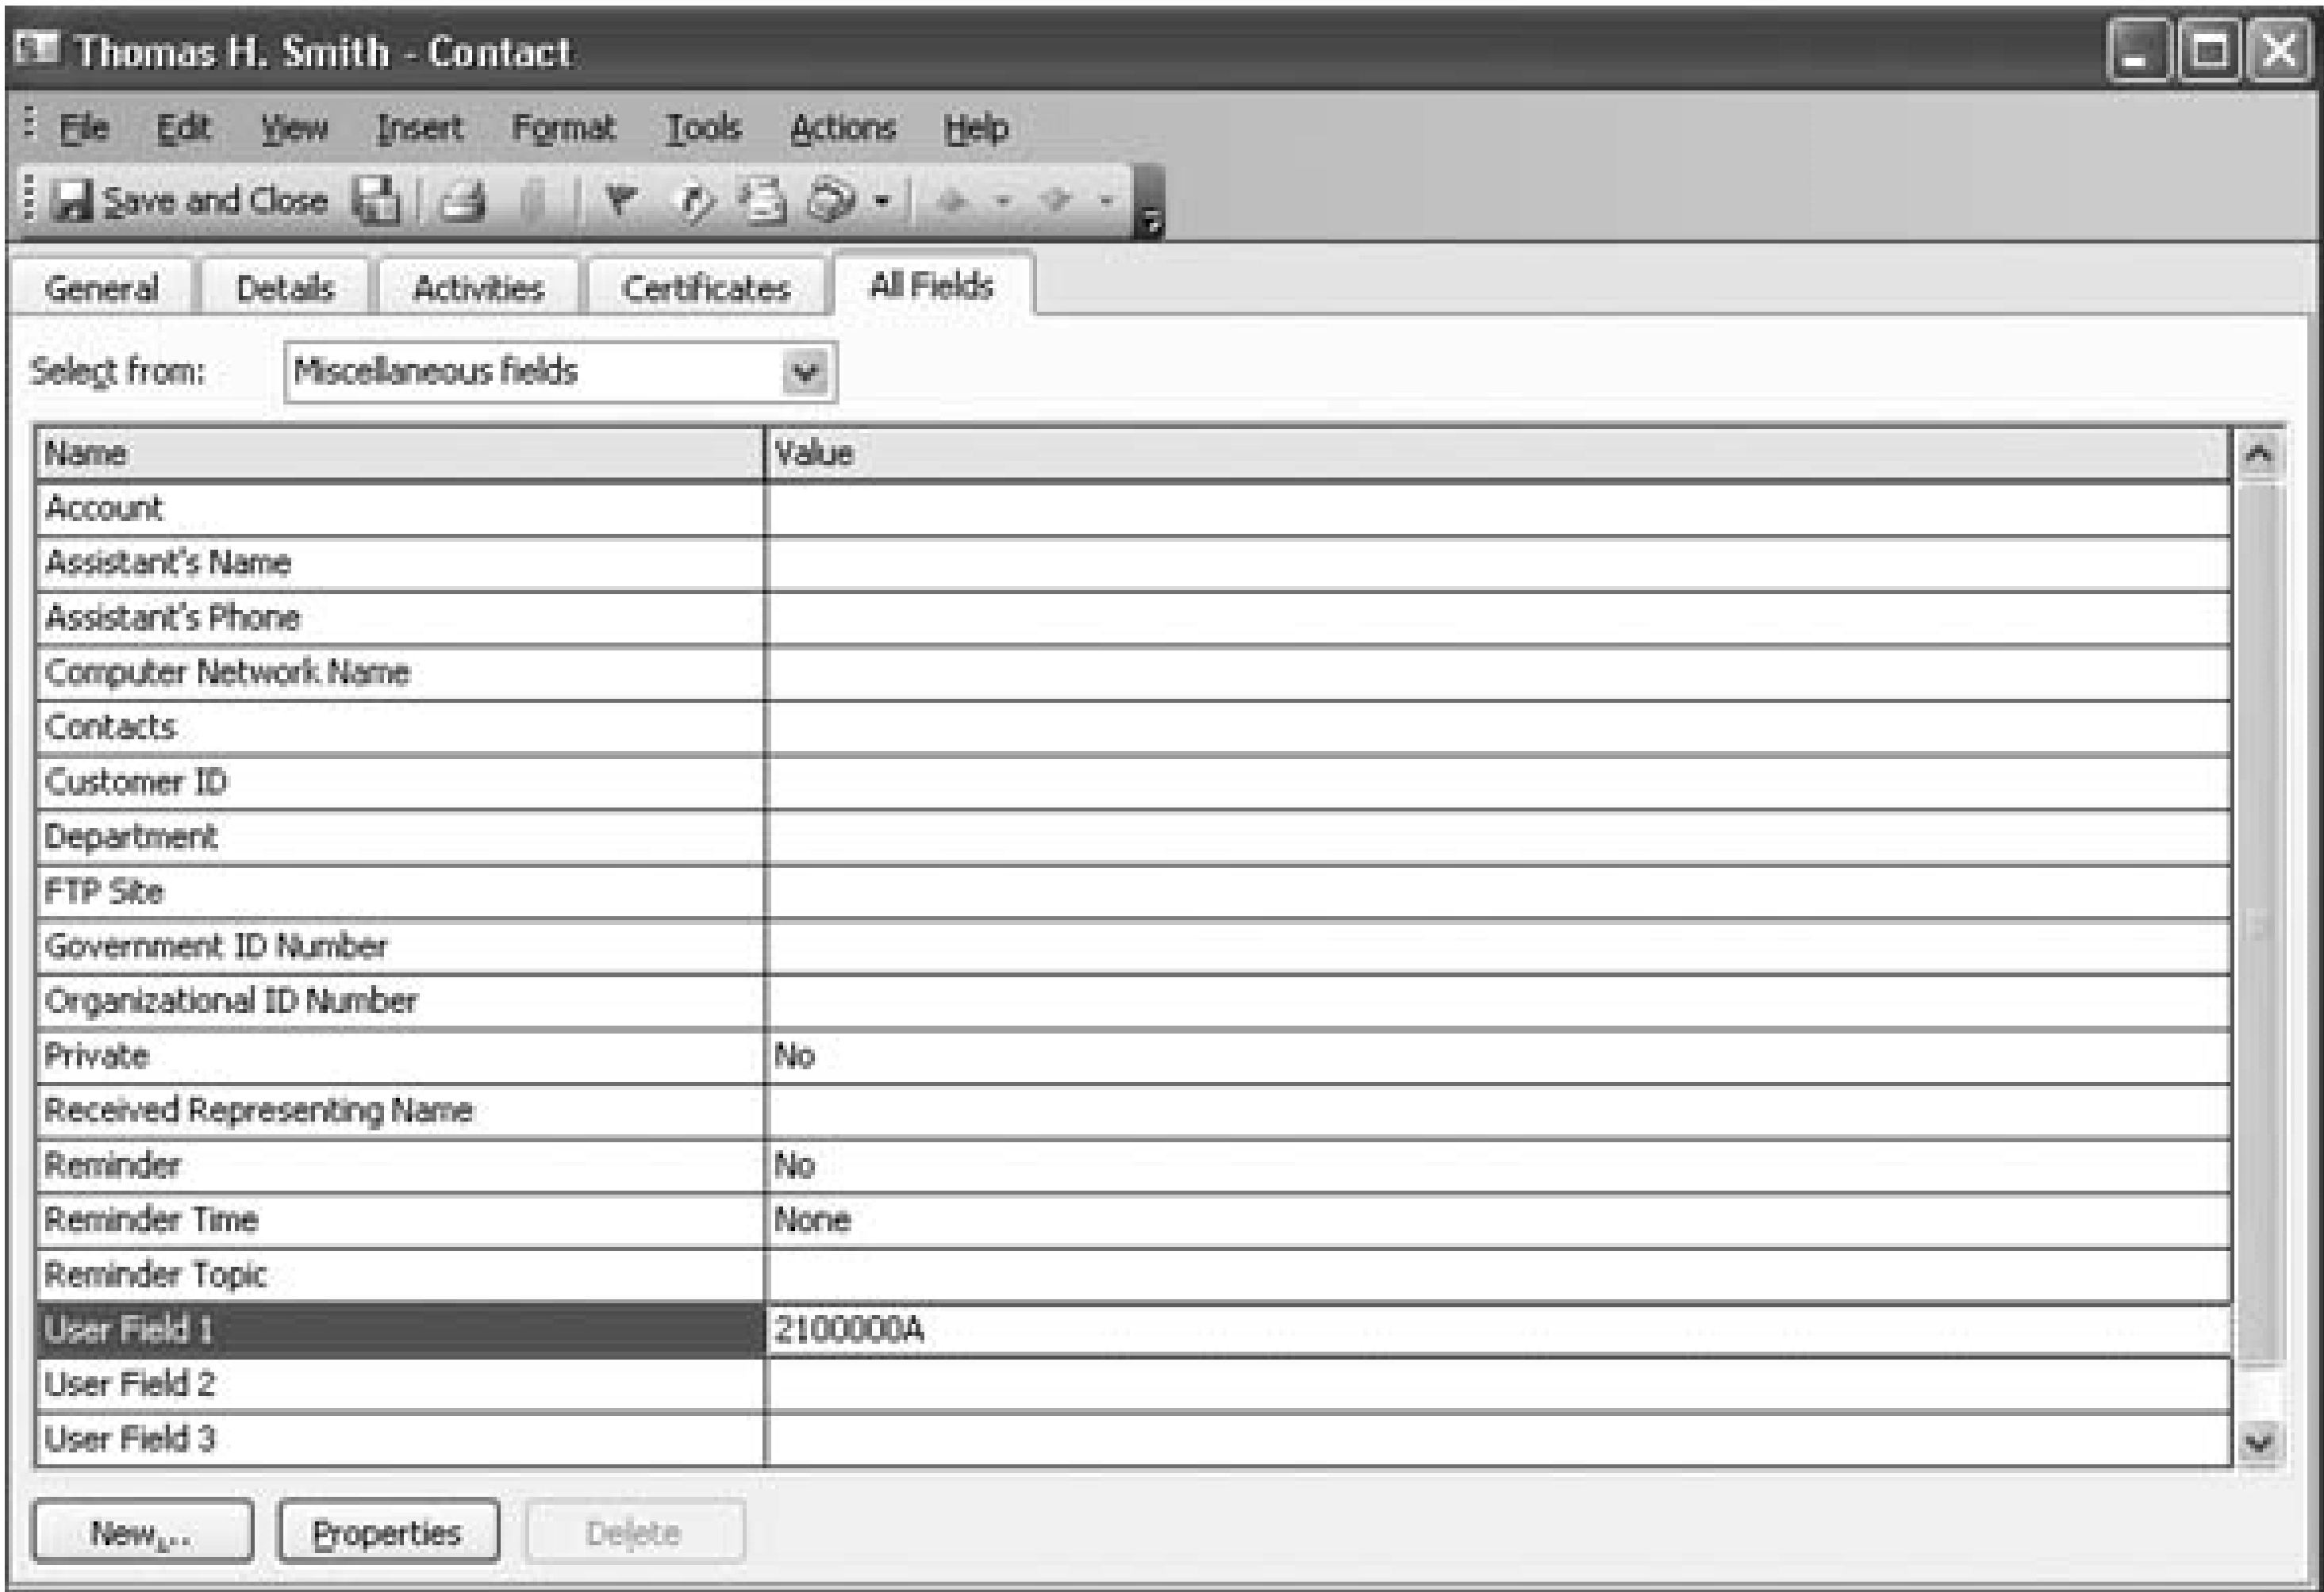 Thomas H. Smith - Contact
File Edit View Insert Format Tools Actions Help
Save and Close
General Details Activities Certificates All Fields
Select from: Miscellaneous fields
Name Value
Account
Assistant's Name
Assistant's Phone
Computer Network Name
Contacts
Customer ID
Department
FTP Site
Government ID Number
Organizational ID Number
Private No
Received Representing Name
Reminder No
Reminder Time None
Reminder Topic
User Field 1 2100000A
User Field 2
User Field 3
New... Properties Delete